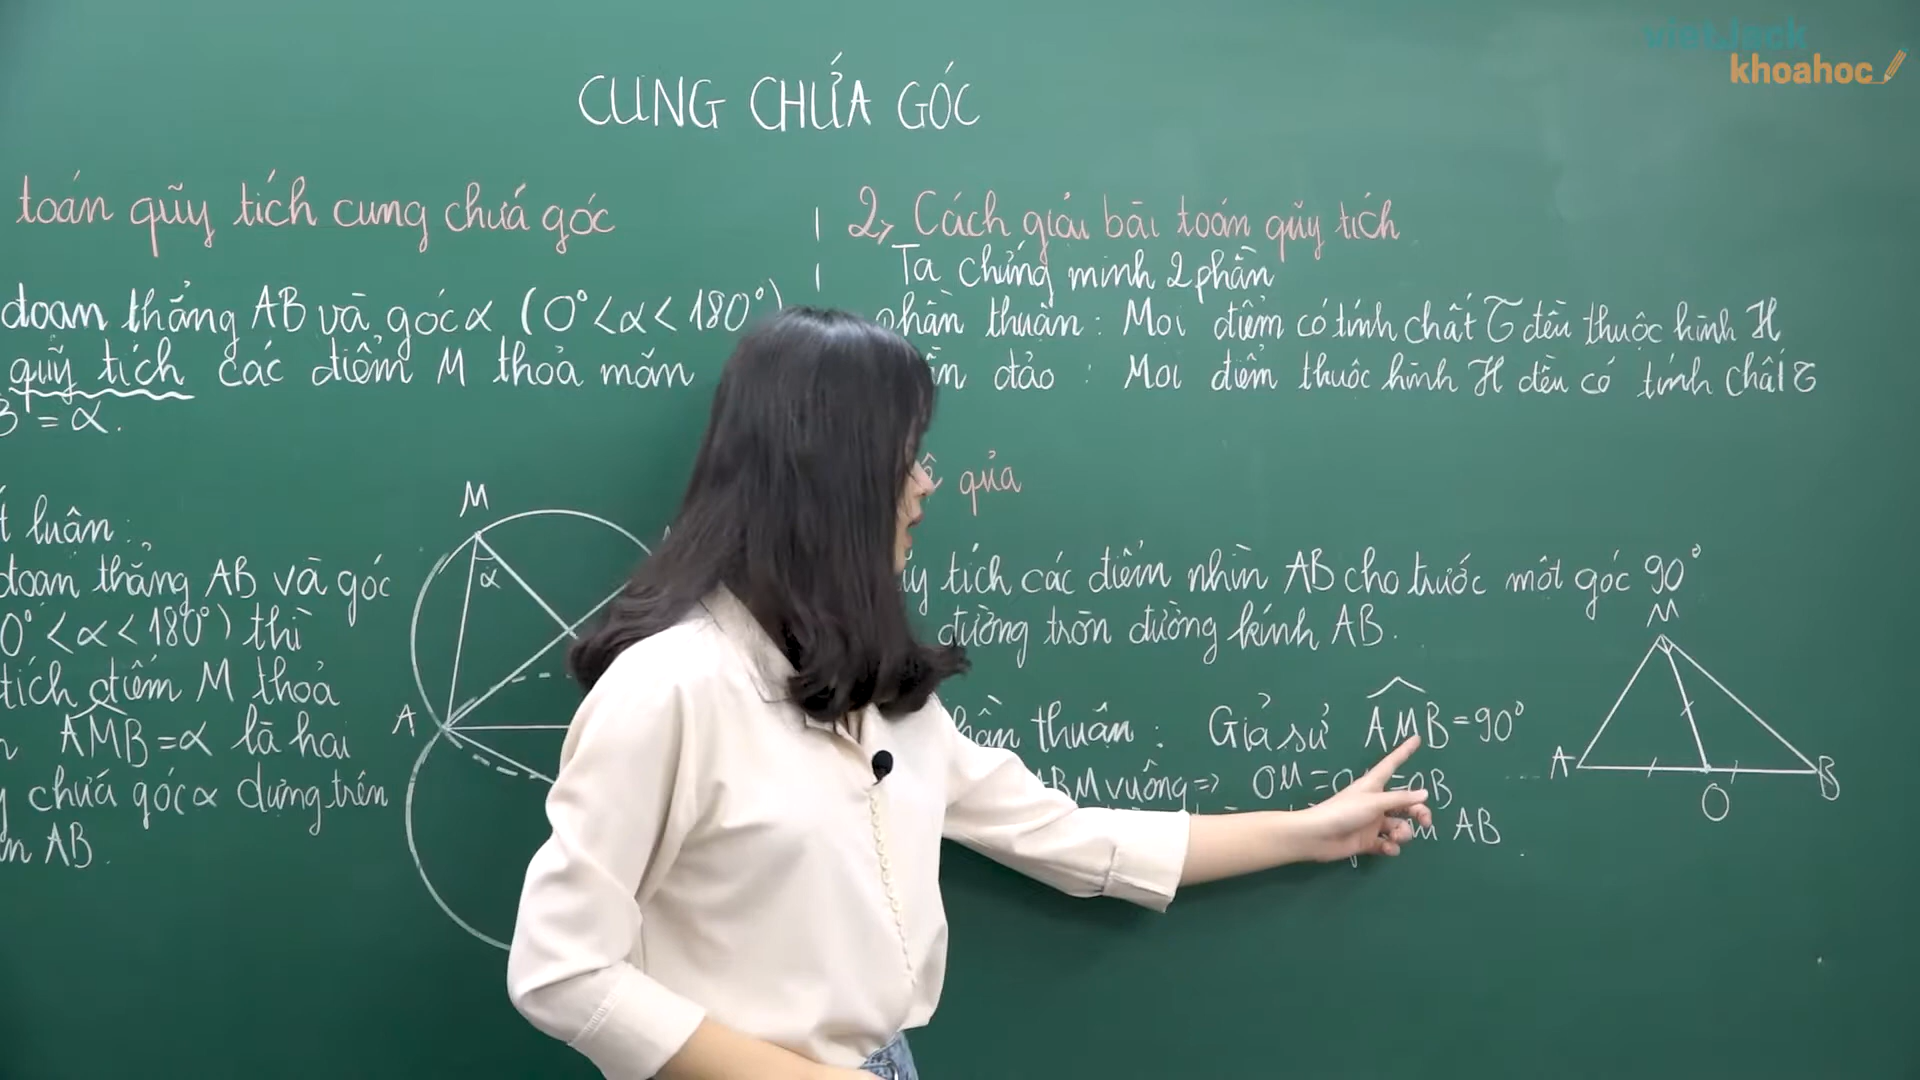 vietJack
khoahoc
CUNG CHỨA GÓC
toán quỹ tích cung chứa góc
đoạn thẳng AB và góc α (0° < α < 180°)
quỹ tích các điểm M thoả mãn
= α.
luận:
đoạn thẳng AB và góc
0° < α < 180°) thì
tích điểm M thoả
AMB = α là hai
chứa góc α dựng trên
AB.
M
α
A
2, Cách giải bài toán quỹ tích
Ta chứng minh 2 phần
phần thuận: Mọi điểm có tính chất T đều thuộc hình H
đảo: Mọi điểm thuộc hình H đều có tính chất T
quả
tích các điểm nhìn AB cho trước một góc 90°
đường tròn đường kính AB.
thuận: Giả sử AMB = 90°
vuông => OM = = OB
AB
M
A
O
B